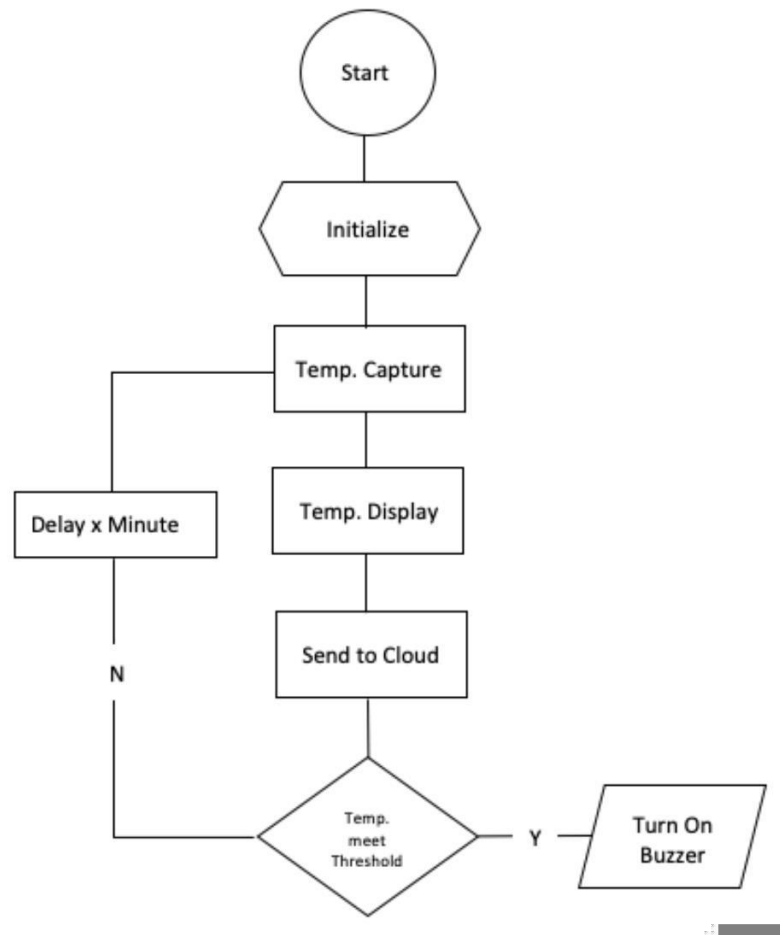 Start
Initialize
Temp. Capture
Temp. Display
Delay x Minute
Send to Cloud
N
Temp.
meet
Threshold
Y
Turn On
Buzzer